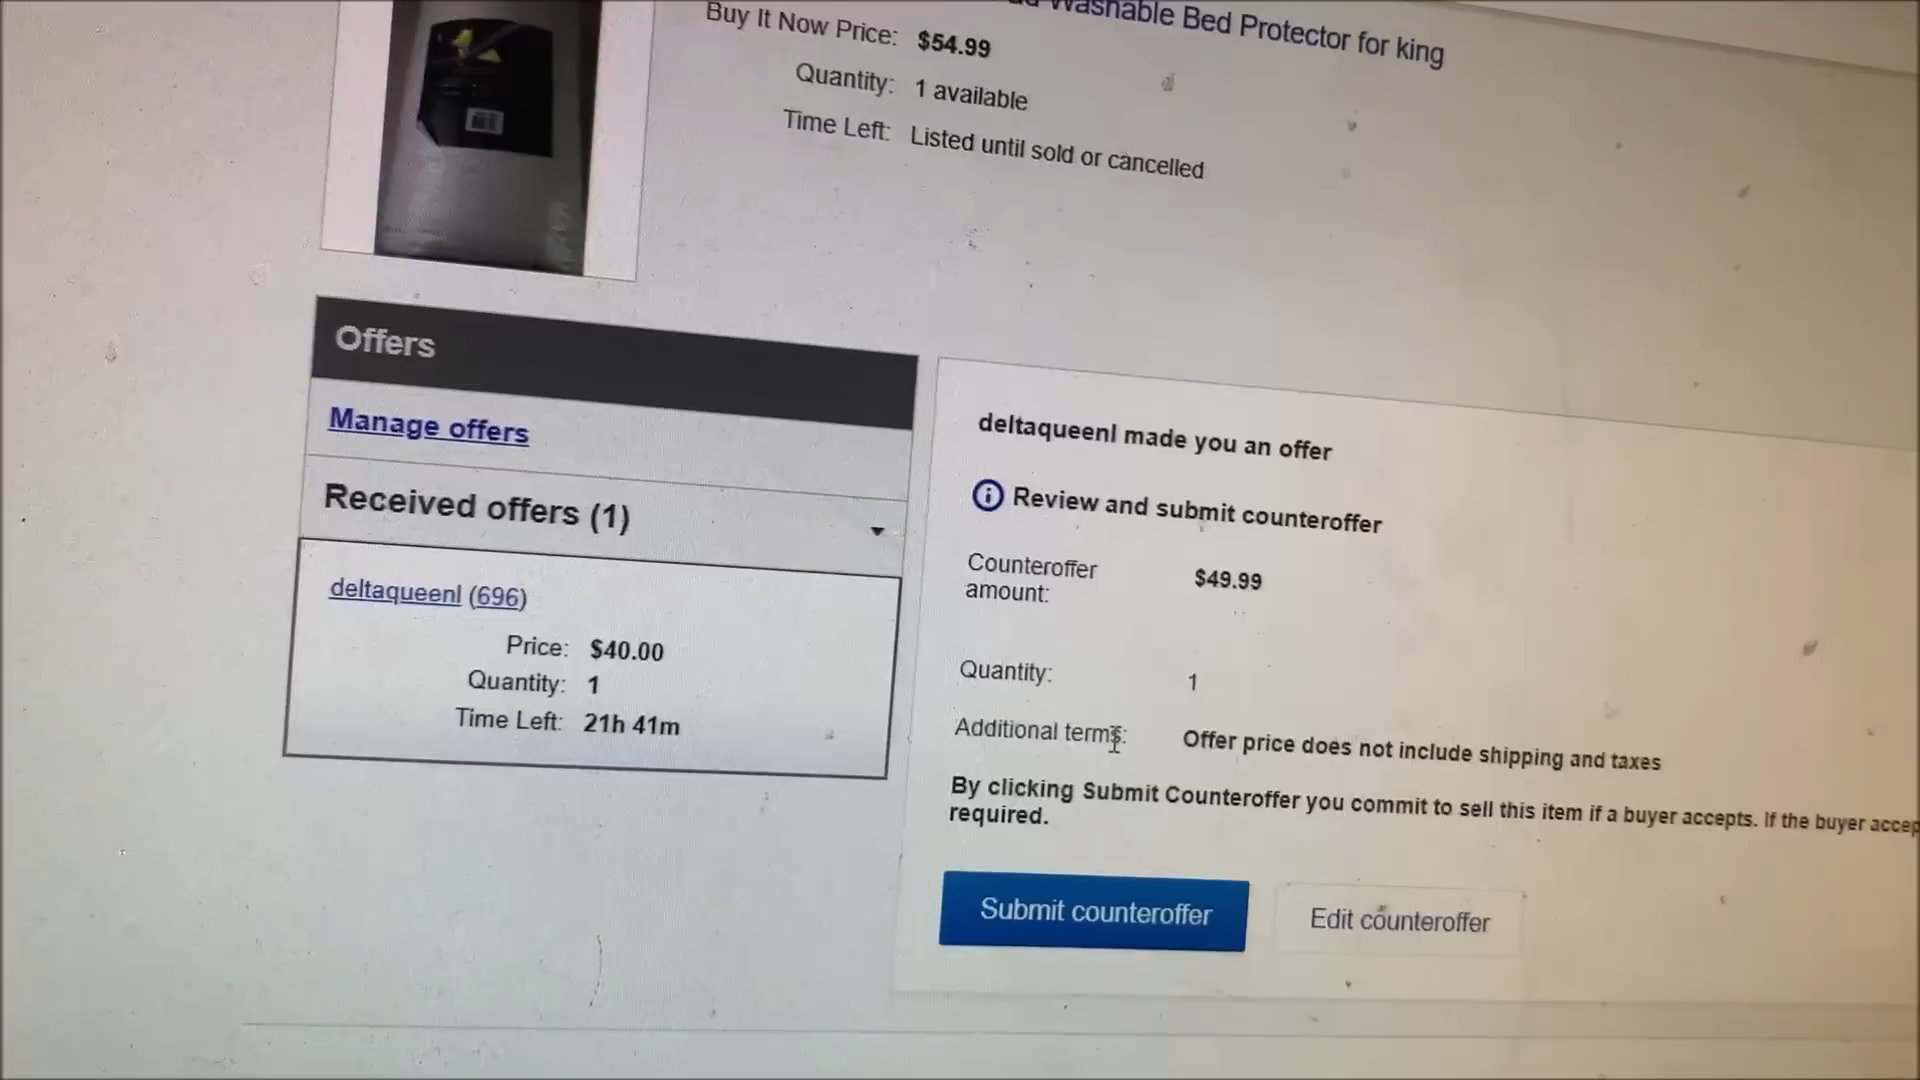 Washable Bed Protector for king
Buy It Now Price: $54.99
Quantity: 1 available
Time Left: Listed until sold or cancelled
Offers
Manage offers
Received offers (1)
deltaqueenl (696)
Price: $40.00
Quantity: 1
Time Left: 21h 41m
deltaqueenl made you an offer
Review and submit counteroffer
Counteroffer
amount: $49.99
Quantity: 1
Additional terms: Offer price does not include shipping and taxes
By clicking Submit Counteroffer you commit to sell this item if a buyer accepts. If the buyer accep
required.
Submit counteroffer
Edit counteroffer